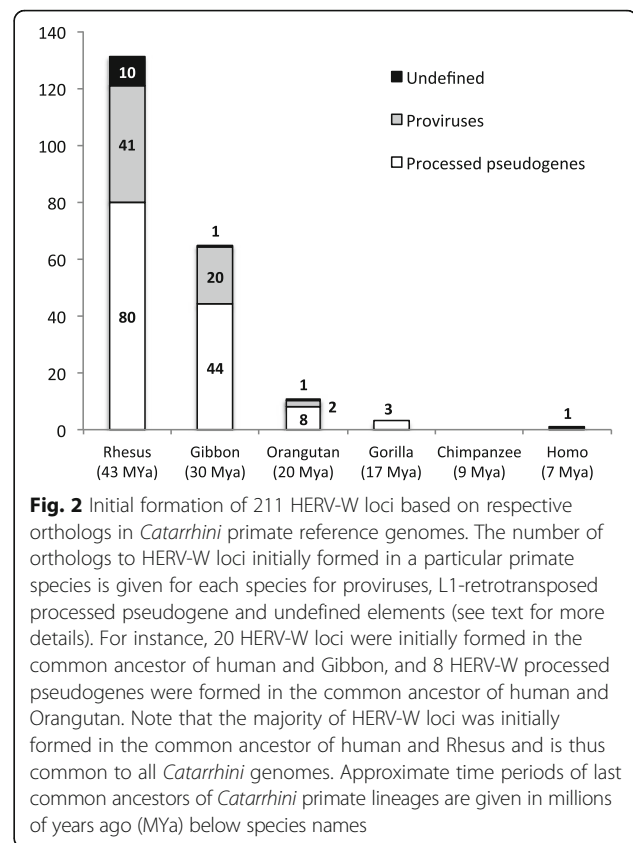 140
120
100
80
60
40
20
0
10
41
80
1
20
44
1
2
8
3
1
Undefined
Proviruses
Processed pseudogenes
Rhesus Gibbon Orangutan Gorilla Chimpanzee Homo
(43 MYa) (30 Mya) (20 Mya) (17 Mya) (9 Mya) (7 Mya)
Fig. 2 Initial formation of 211 HERV-W loci based on respective
orthologs in Catarrhini primate reference genomes. The number of
orthologs to HERV-W loci initially formed in a particular primate
species is given for each species for proviruses, L1-retrotransposed
processed pseudogene and undefined elements (see text for more
details). For instance, 20 HERV-W loci were initially formed in the
common ancestor of human and Gibbon, and 8 HERV-W processed
pseudogenes were formed in the common ancestor of human and
Orangutan. Note that the majority of HERV-W loci was initially
formed in the common ancestor of human and Rhesus and is thus
common to all Catarrhini genomes. Approximate time periods of last
common ancestors of Catarrhini primate lineages are given in millions
of years ago (MYa) below species names